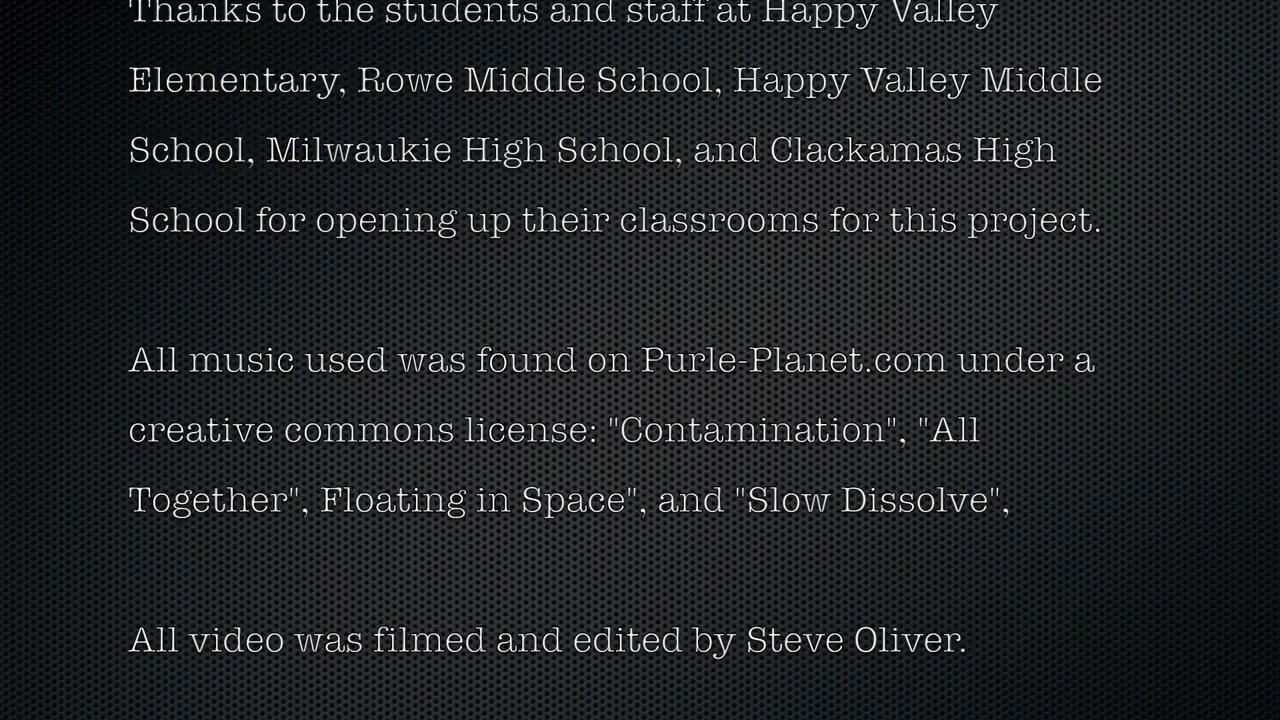 Thanks to the students and staff at Happy Valley
Elementary, Rowe Middle School, Happy Valley Middle
School, Milwaukie High School, and Clackamas High
School for opening up their classrooms for this project.
All music used was found on Purle-Planet.com under a
creative commons license: "Contamination", "All
Together", Floating in Space", and "Slow Dissolve",
All video was filmed and edited by Steve Oliver.